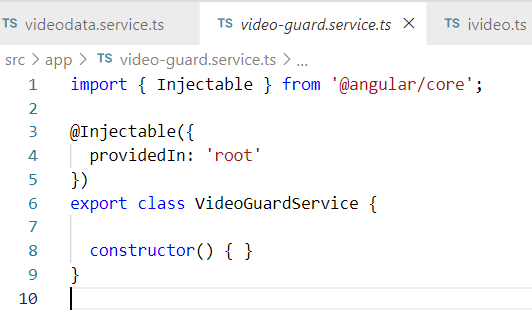 TS videodata.service.ts TS video-guard.service.ts × TS ivideo.ts
src > app > TS video-guard.service.ts > ...
1 import { Injectable } from '@angular/core';
2
3 @Injectable({
4   providedIn: 'root'
5 })
6 export class VideoGuardService {
7
8   constructor() { }
9 }
10